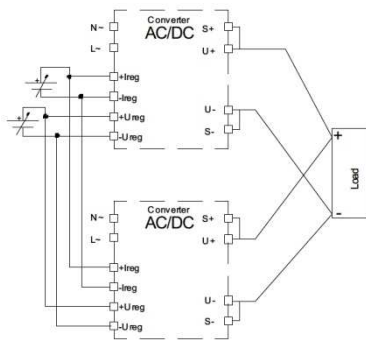 Converter
AC/DC
N~
L~
+Ireg
-Ireg
+Ureg
-Ureg
S+
U+
U-
S-
+
-
Load
Converter
AC/DC
N~
L~
+Ireg
-Ireg
+Ureg
-Ureg
S+
U+
U-
S-
+
+